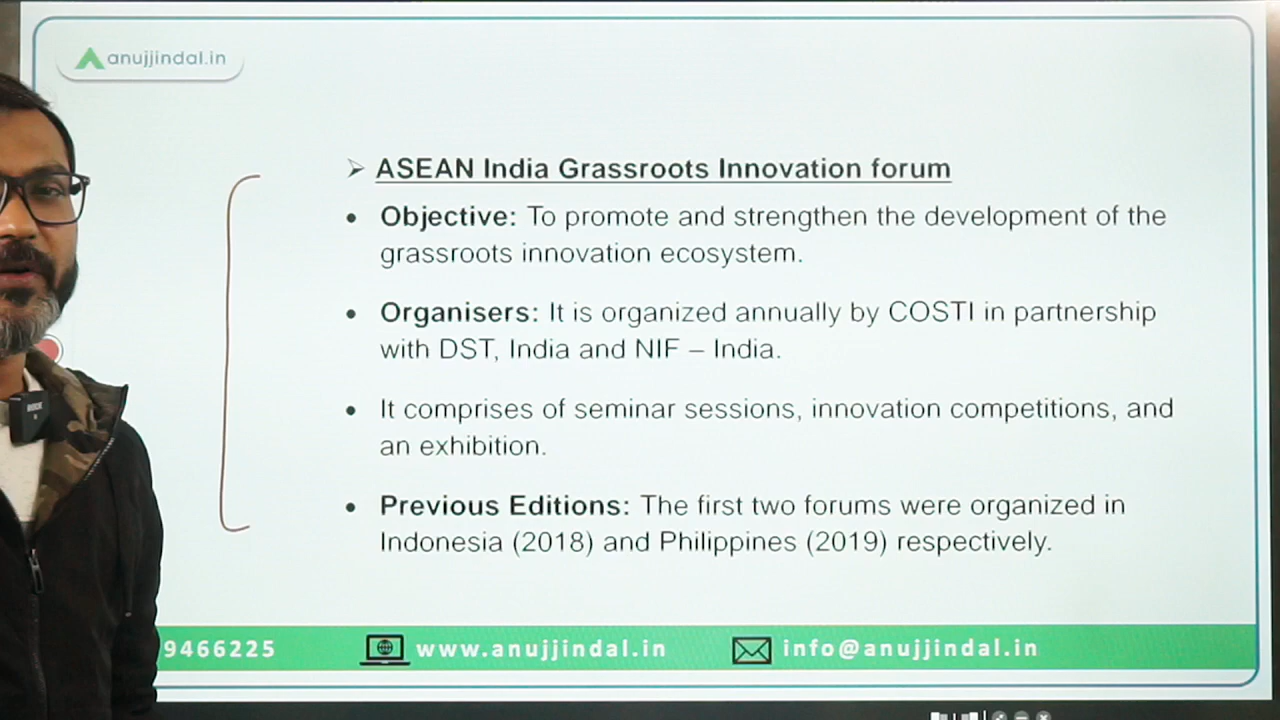 anujjindal.in
➢ ASEAN India Grassroots Innovation forum
• Objective: To promote and strengthen the development of the
grassroots innovation ecosystem.
• Organisers: It is organized annually by COSTI in partnership
with DST, India and NIF – India.
• It comprises of seminar sessions, innovation competitions, and
an exhibition.
• Previous Editions: The first two forums were organized in
Indonesia (2018) and Philippines (2019) respectively.
9466225 www.anujjindal.in info@anujjindal.in